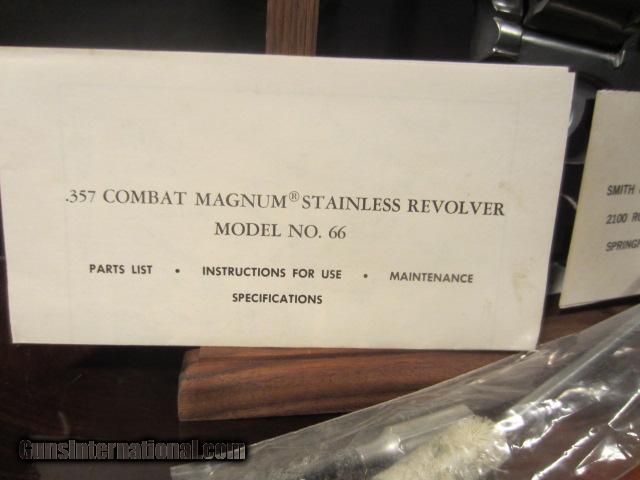 .357 COMBAT MAGNUM® STAINLESS REVOLVER
MODEL NO. 66
PARTS LIST • INSTRUCTIONS FOR USE • MAINTENANCE
SPECIFICATIONS
SMITH
2100
SPRINGF
GunsInternational.com